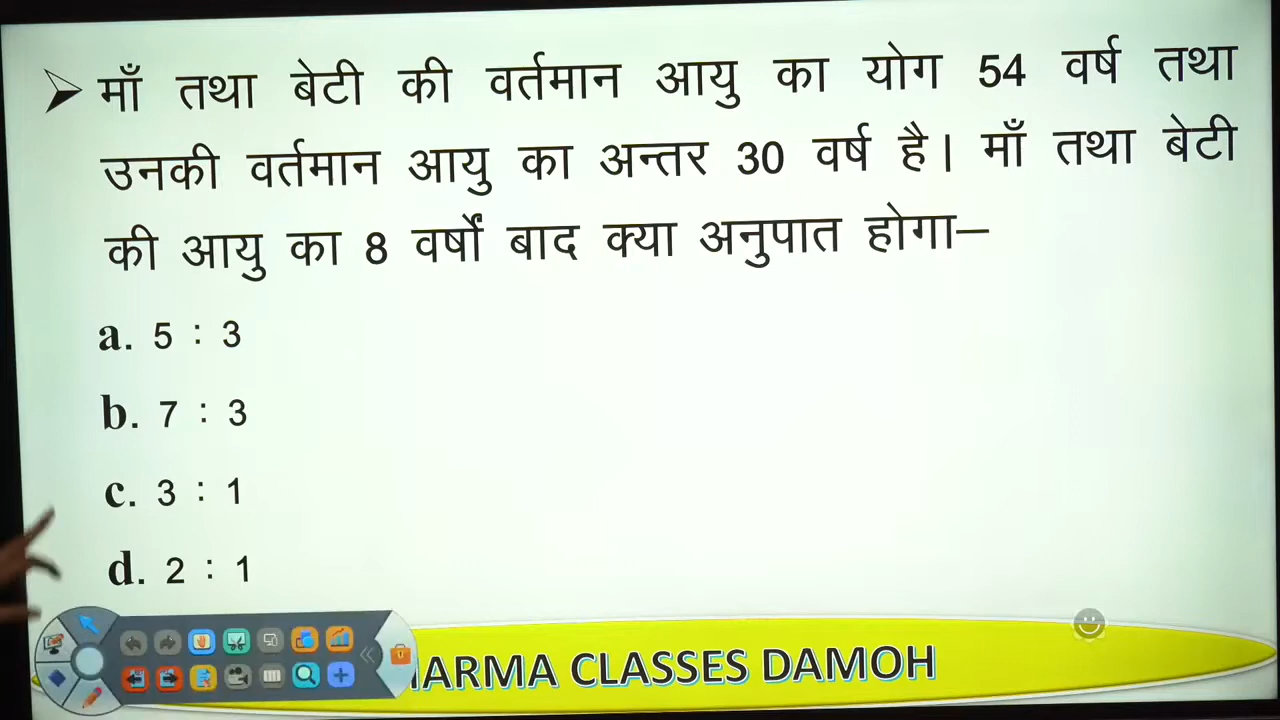 माँ तथा बेटी की वर्तमान आयु का योग 54 वर्ष तथा
उनकी वर्तमान आयु का अन्तर 30 वर्ष है। माँ तथा बेटी
की आयु का 8 वर्षों बाद क्या अनुपात होगा–
a. 5 : 3
b. 7 : 3
c. 3 : 1
d. 2 : 1
CLASSES DAMOH